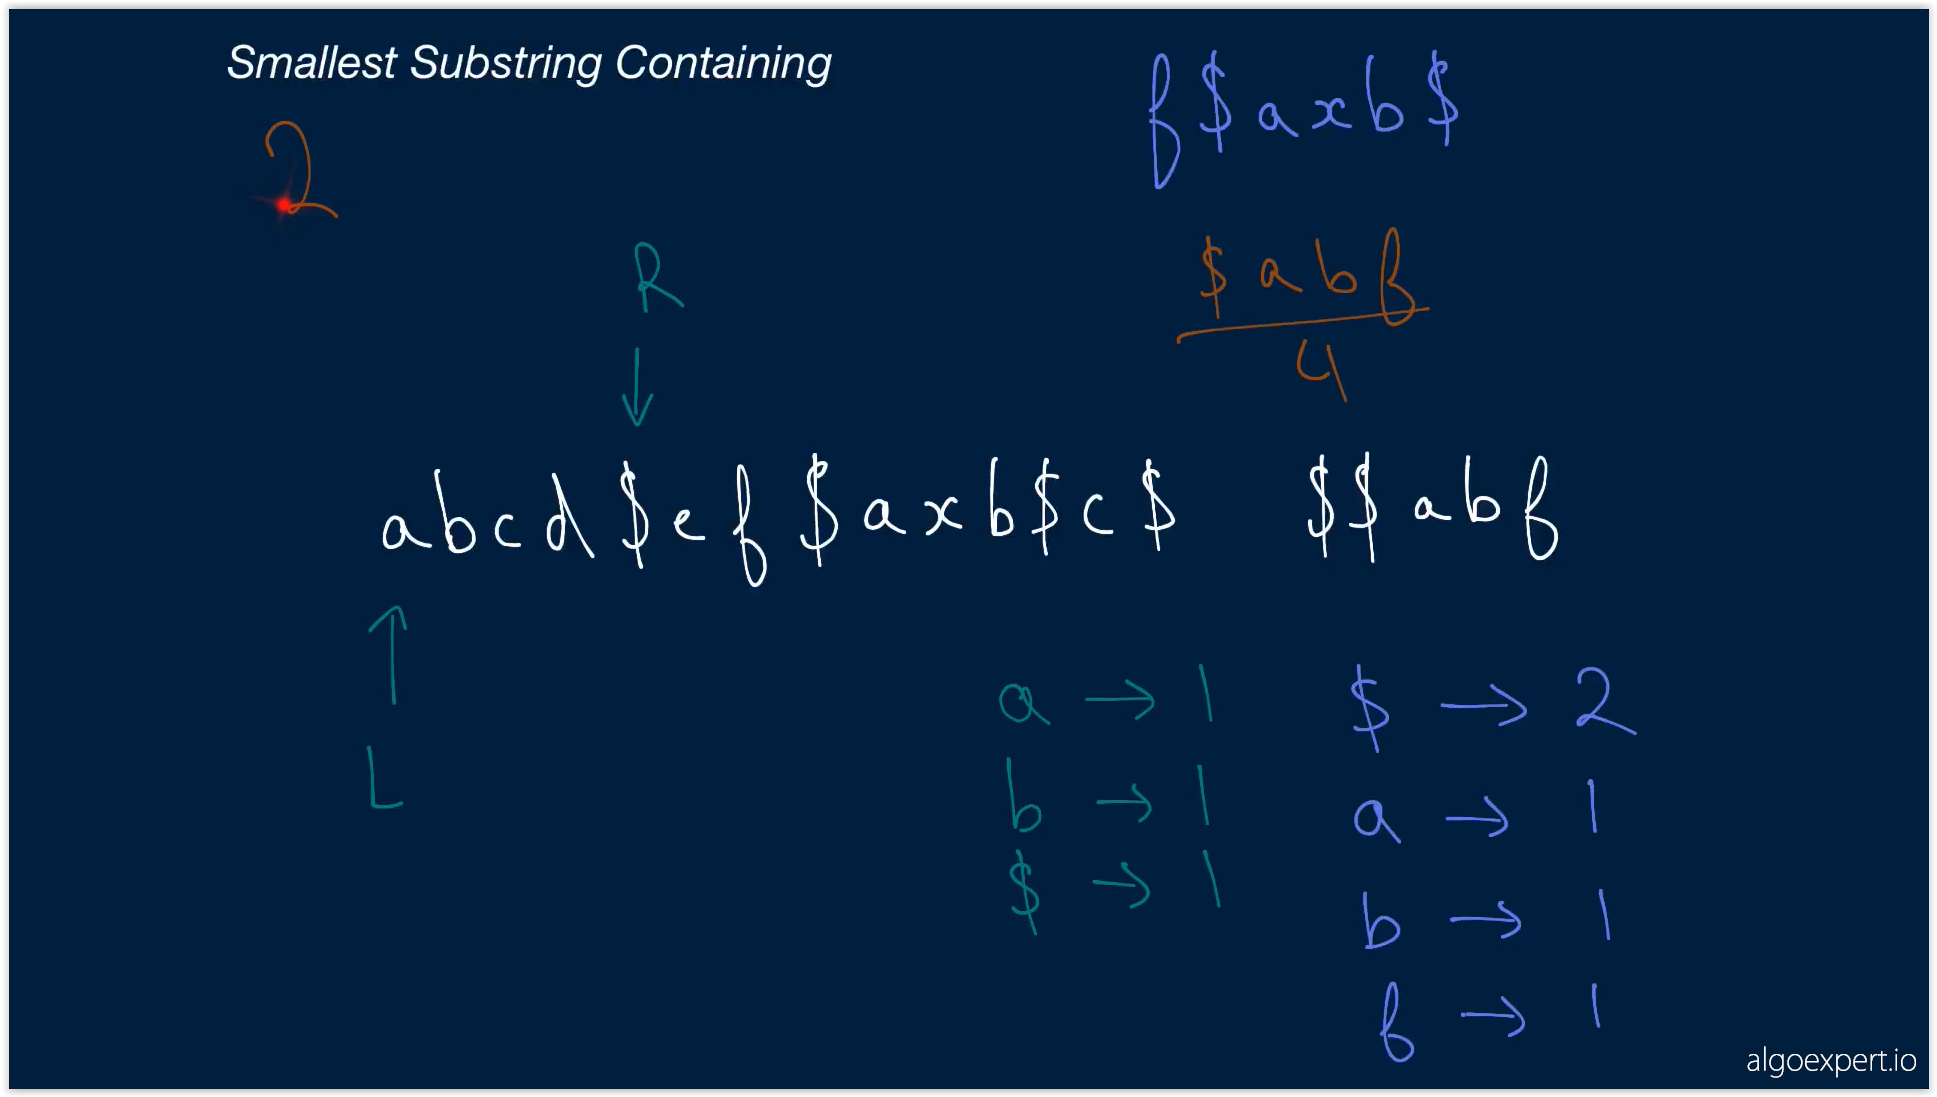 Smallest Substring Containing
f$axb$
2
R
$abf
4
abcd$ef$axb$c$ $$abf
L
a → 1 $ → 2
b → 1 a → 1
$ → 1 b → 1
f → 1
algoexpert.io